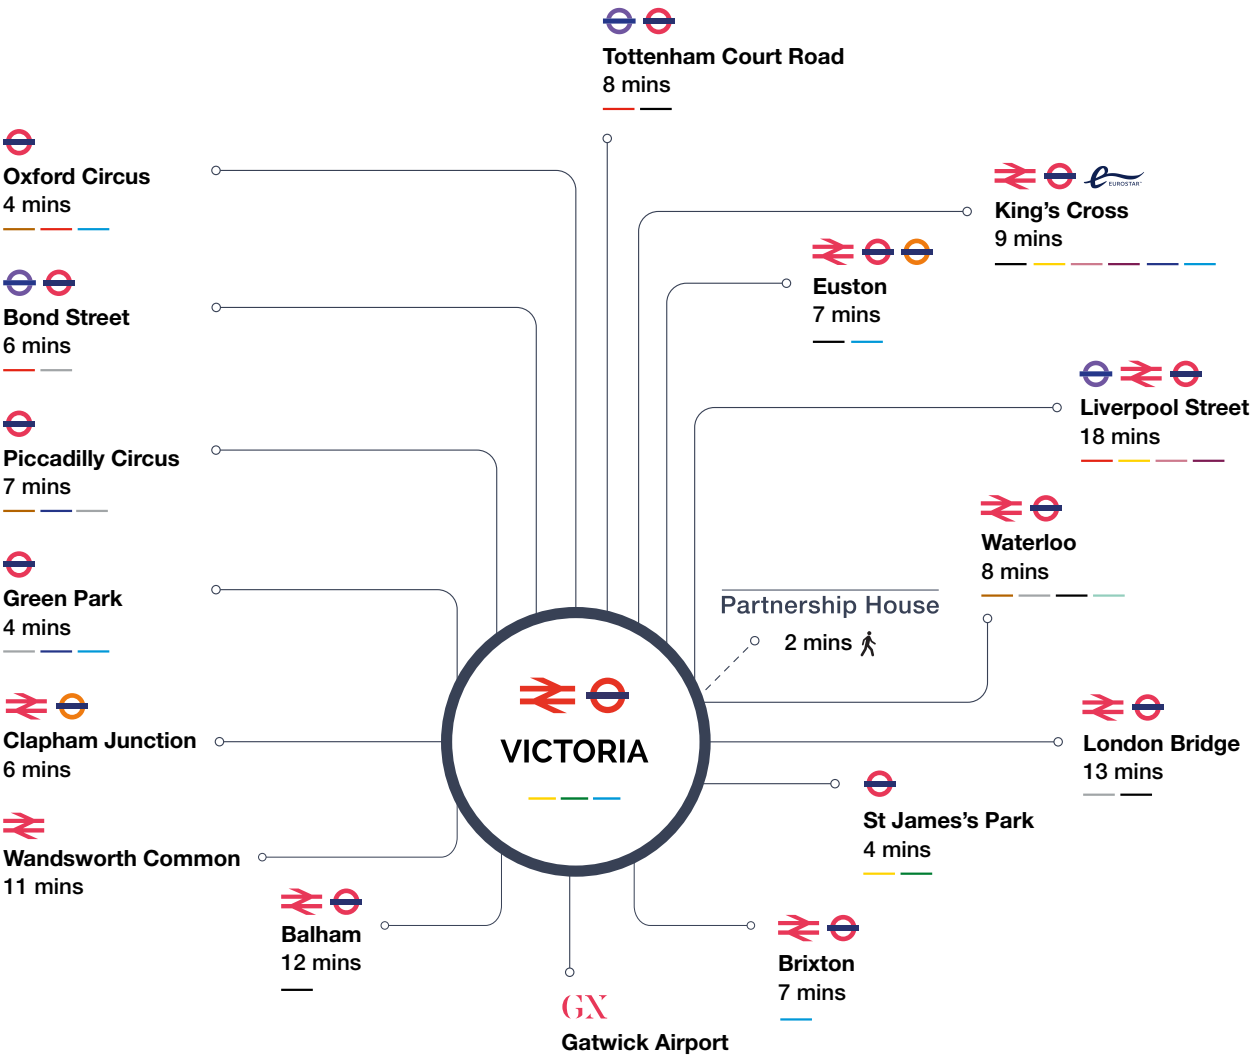 Tottenham Court Road
8 mins
Oxford Circus
4 mins
King's Cross
9 mins
EUROSTAR
Euston
7 mins
Bond Street
6 mins
Liverpool Street
18 mins
Piccadilly Circus
7 mins
Waterloo
8 mins
Green Park
4 mins
Partnership House
2 mins
Clapham Junction
6 mins
VICTORIA
London Bridge
13 mins
St James's Park
4 mins
Wandsworth Common
11 mins
Balham
12 mins
Brixton
7 mins
GX
Gatwick Airport